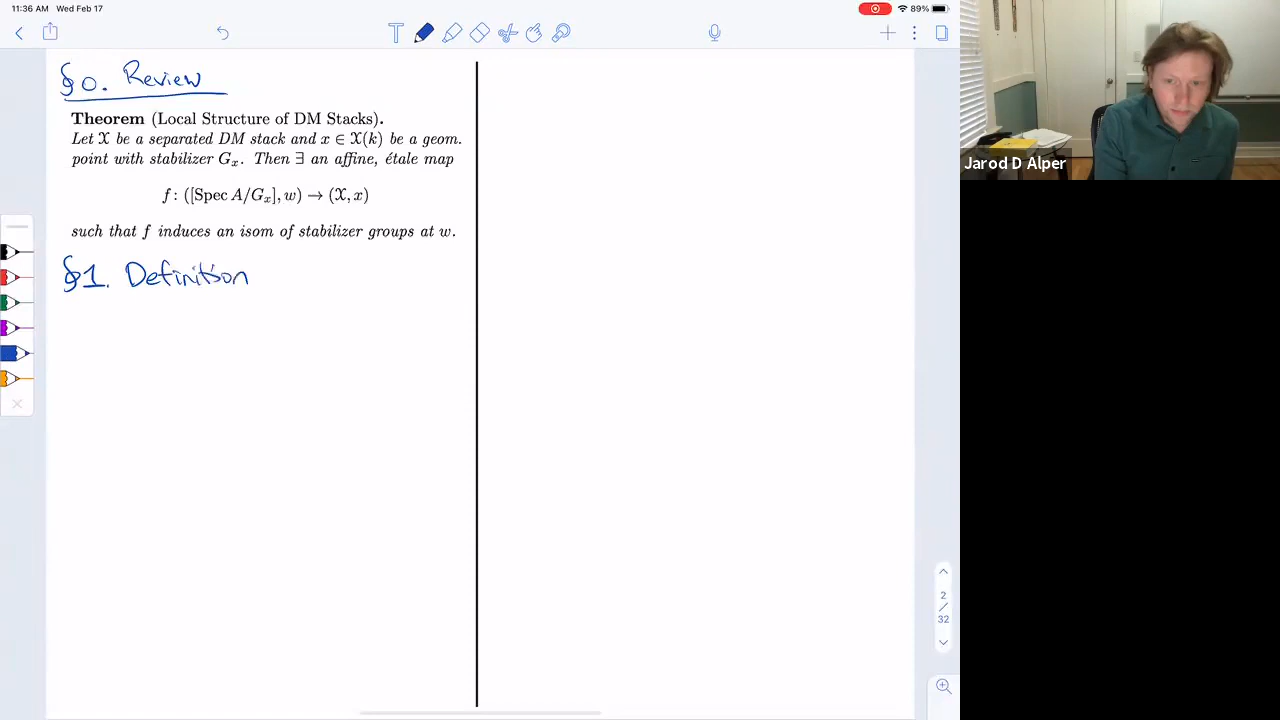 11:36 AM Wed Feb 17
89%
§0. Review
Theorem (Local Structure of DM Stacks).
Let 𝒳 be a separated DM stack and x ∈ 𝒳(k) be a geom.
point with stabilizer Gₓ. Then ∃ an affine, étale map
f : ([Spec A/Gₓ], w) → (𝒳, x)
such that f induces an isom of stabilizer groups at w.
§1. Definition
Jarod D Alper
2
/
32